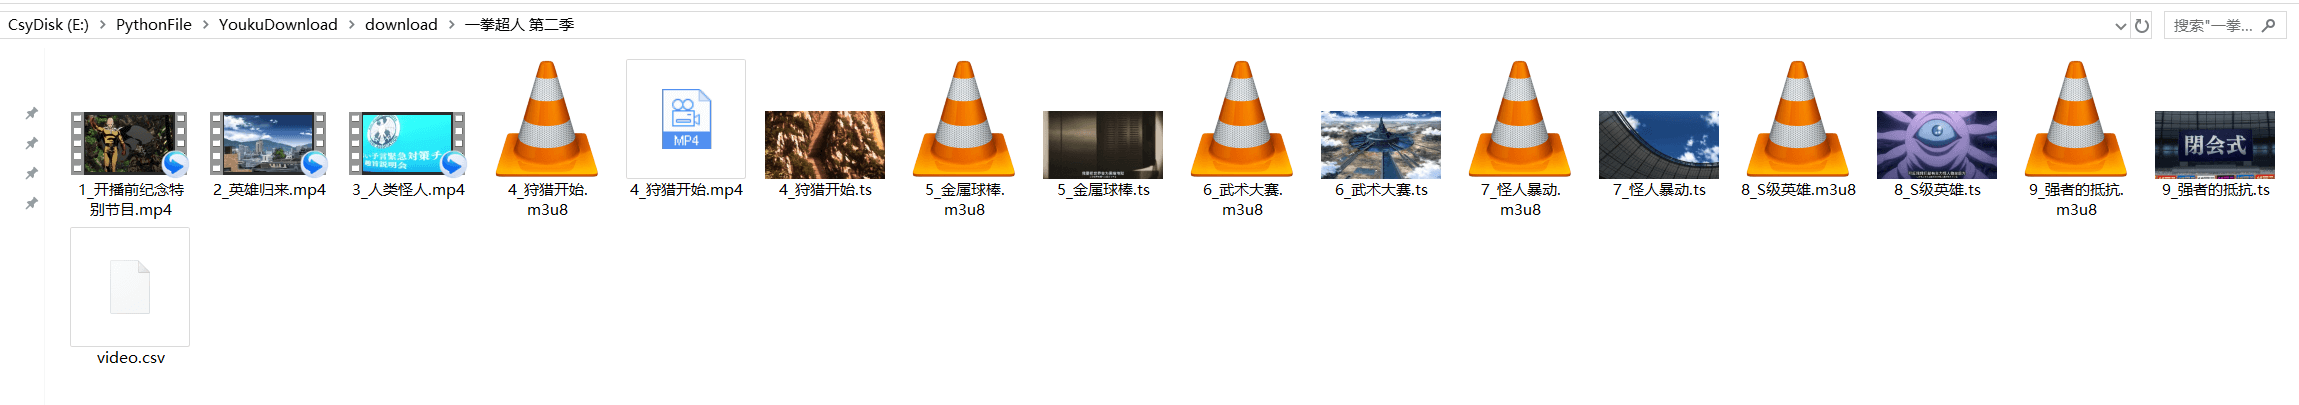 CsyDisk (E:) > PythonFile > YoukuDownload > download > 一拳超人 第二季
搜索"一拳...
1_开播前纪念特
别节目.mp4
2_英雄归来.mp4
3_人类怪人.mp4
4_狩猎开始.
m3u8
MP4
4_狩猎开始.mp4
4_狩猎开始.ts
5_金属球棒.
m3u8
5_金属球棒.ts
6_武术大赛.
m3u8
6_武术大赛.ts
7_怪人暴动.
m3u8
7_怪人暴动.ts
8_S级英雄.m3u8
8_S级英雄.ts
9_强者的抵抗.
m3u8
閉会式
9_强者的抵抗.ts
video.csv